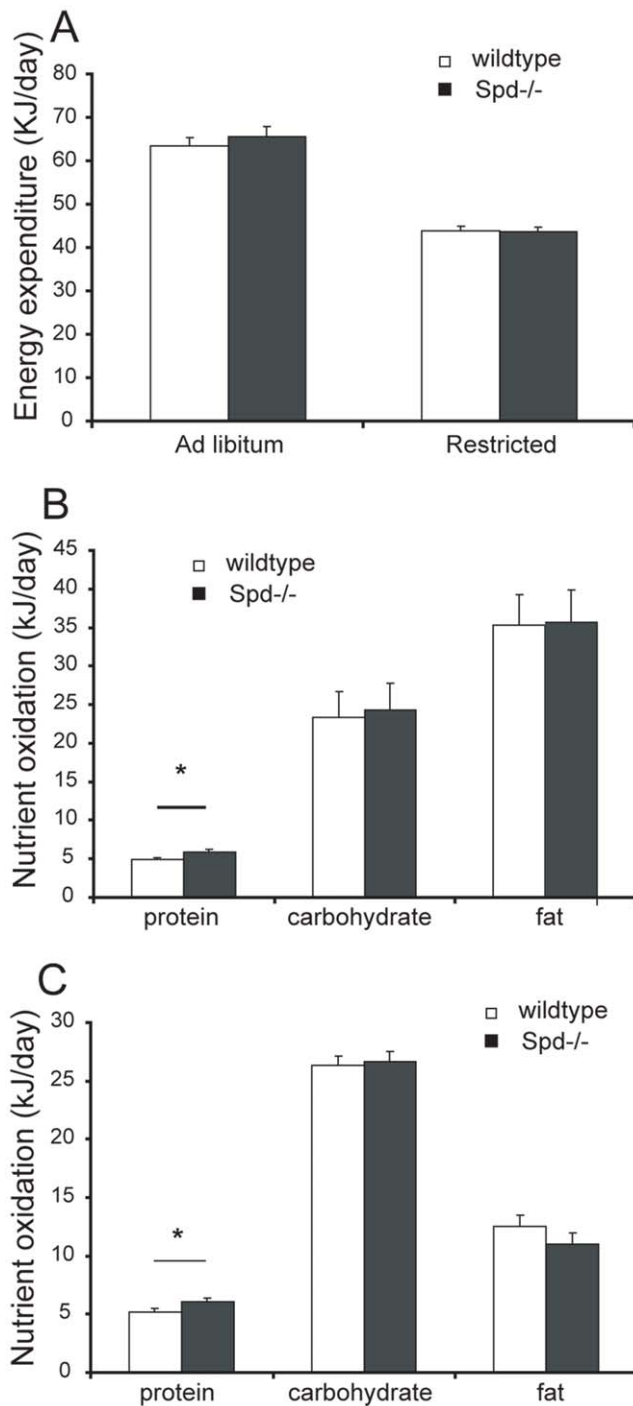 A
wildtype
Spd-/-
Energy expenditure (KJ/day)
80
70
60
50
40
30
20
10
0
Ad libitum Restricted
B
wildtype
Spd-/-
Nutrient oxidation (kJ/day)
45
40
35
30
25
20
15
10
5
0
*
protein carbohydrate fat
C
wildtype
Spd-/-
Nutrient oxidation (kJ/day)
30
25
20
15
10
5
0
*
protein carbohydrate fat